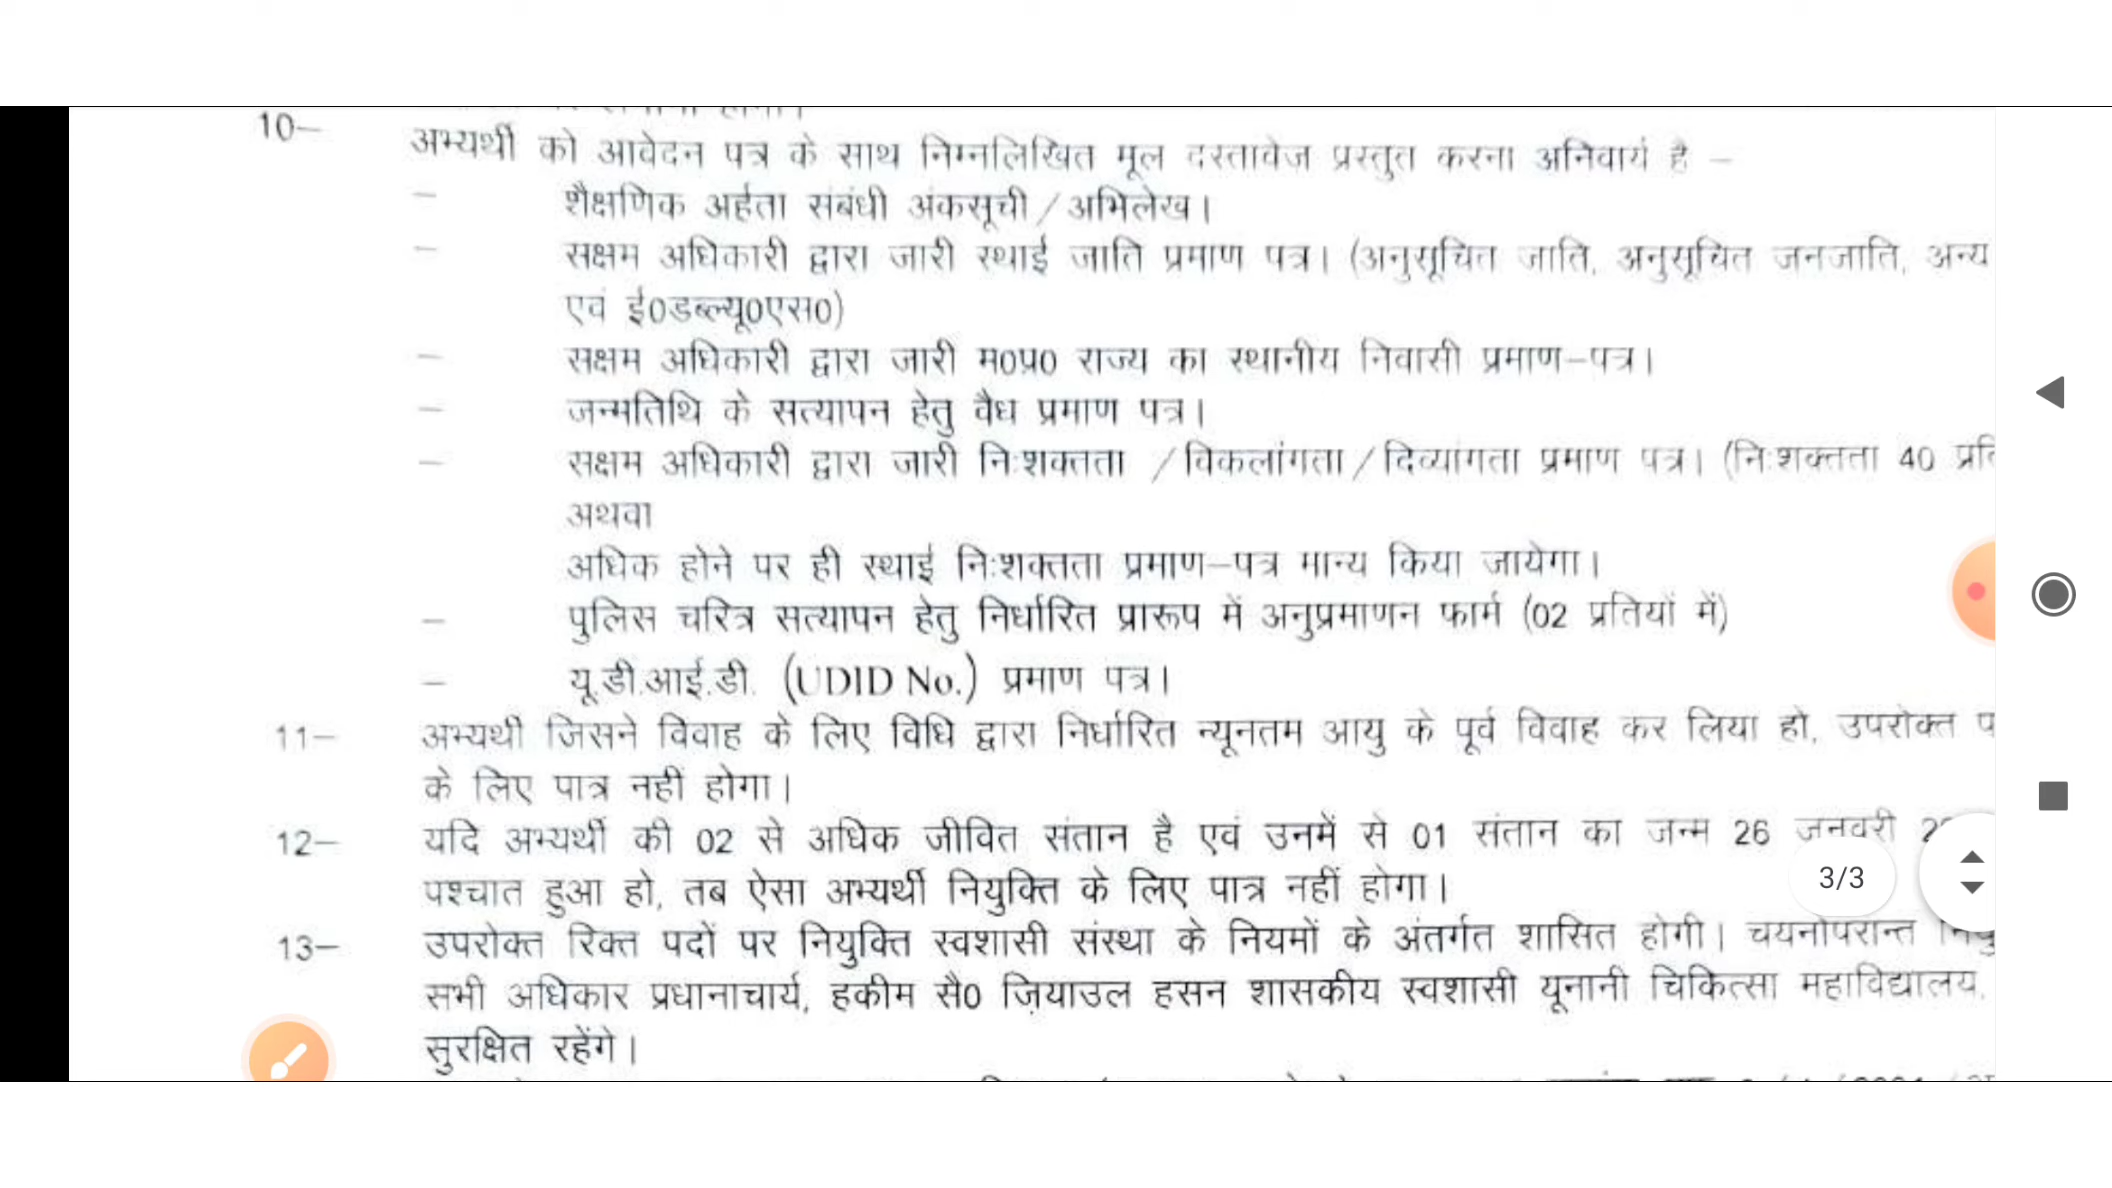 10— अभ्यर्थी को आवेदन पत्र के साथ निम्नलिखित मूल दस्तावेज़ प्रस्तुत करना अनिवार्य है –
– शैक्षणिक अर्हता संबंधी अंकसूची / अभिलेख।
– सक्षम अधिकारी द्वारा जारी स्थाई जाति प्रमाण पत्र। (अनुसूचित जाति, अनुसूचित जनजाति, अन्य
एवं ई0डब्ल्यू0एस0)
– सक्षम अधिकारी द्वारा जारी म0प्र0 राज्य का स्थानीय निवासी प्रमाण–पत्र।
– जन्मतिथि के सत्यापन हेतु वैध प्रमाण पत्र।
– सक्षम अधिकारी द्वारा जारी नि:शक्तता / विकलांगता / दिव्यांगता प्रमाण पत्र। (नि:शक्तता 40
अथवा
अधिक होने पर ही स्थाई नि:शक्तता प्रमाण–पत्र मान्य किया जायेगा।
– पुलिस चरित्र सत्यापन हेतु निर्धारित प्रारूप में अनुप्रमाणन फार्म (02 प्रतियों में)
– यू.डी.आई.डी. (UDID No.) प्रमाण पत्र।
11— अभ्यर्थी जिसने विवाह के लिए विधि द्वारा निर्धारित न्यूनतम आयु के पूर्व विवाह कर लिया हो, उपरोक्त
के लिए पात्र नहीं होगा।
12— यदि अभ्यर्थी की 02 से अधिक जीवित संतान है एवं उनमें से 01 संतान का जन्म 26 जनवरी
पश्चात हुआ हो, तब ऐसा अभ्यर्थी नियुक्ति के लिए पात्र नहीं होगा।
3/3
13— उपरोक्त रिक्त पदों पर नियुक्ति स्वशासी संस्था के नियमों के अंतर्गत शासित होगी। चयनोपरान्त
सभी अधिकार प्रधानाचार्य, हकीम सै0 ज़ियाउल हसन शासकीय स्वशासी यूनानी चिकित्सा महाविद्यालय,
सुरक्षित रहेंगे।